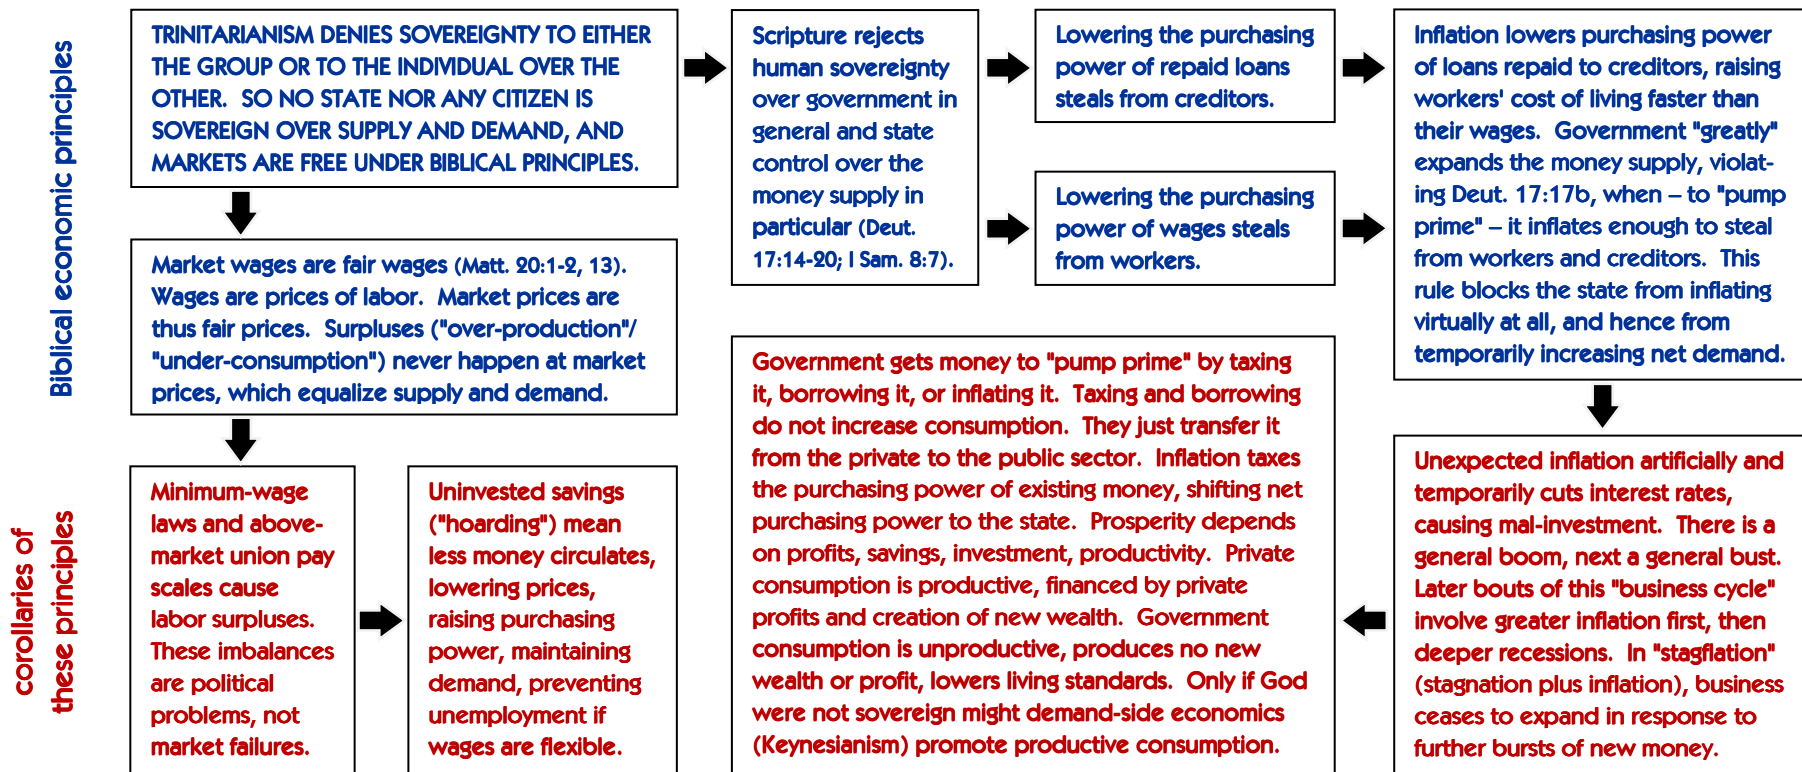 Biblical economic principles
TRINITARIANISM DENIES SOVEREIGNTY TO EITHER
THE GROUP OR TO THE INDIVIDUAL OVER THE
OTHER.  SO NO STATE NOR ANY CITIZEN IS
SOVEREIGN OVER SUPPLY AND DEMAND, AND
MARKETS ARE FREE UNDER BIBLICAL PRINCIPLES.
Market wages are fair wages (Matt. 20:1-2, 13).
Wages are prices of labor.  Market prices are
thus fair prices.  Surpluses ("over-production"/
"under-consumption") never happen at market
prices, which equalize supply and demand.
Scripture rejects
human sovereignty
over government in
general and state
control over the
money supply in
particular (Deut.
17:14-20; I Sam. 8:7).
Lowering the purchasing
power of repaid loans
steals from creditors.
Lowering the purchasing
power of wages steals
from workers.
Inflation lowers purchasing power
of loans repaid to creditors, raising
workers' cost of living faster than
their wages.  Government "greatly"
expands the money supply, violat-
ing Deut. 17:17b, when – to "pump
prime" – it inflates enough to steal
from workers and creditors.  This
rule blocks the state from inflating
virtually at all, and hence from
temporarily increasing net demand.
corollaries of
these principles
Minimum-wage
laws and above-
market union pay
scales cause
labor surpluses.
These imbalances
are political
problems, not
market failures.
Uninvested savings
("hoarding") mean
less money circulates,
lowering prices,
raising purchasing
power, maintaining
demand, preventing
unemployment if
wages are flexible.
Government gets money to "pump prime" by taxing
it, borrowing it, or inflating it.  Taxing and borrowing
do not increase consumption.  They just transfer it
from the private to the public sector.  Inflation taxes
the purchasing power of existing money, shifting net
purchasing power to the state.  Prosperity depends
on profits, savings, investment, productivity.  Private
consumption is productive, financed by private
profits and creation of new wealth.  Government
consumption is unproductive, produces no new
wealth or profit, lowers living standards.  Only if God
were not sovereign might demand-side economics
(Keynesianism) promote productive consumption.
Unexpected inflation artificially and
temporarily cuts interest rates,
causing mal-investment.  There is a
general boom, next a general bust.
Later bouts of this "business cycle"
involve greater inflation first, then
deeper recessions.  In "stagflation"
(stagnation plus inflation), business
ceases to expand in response to
further bursts of new money.